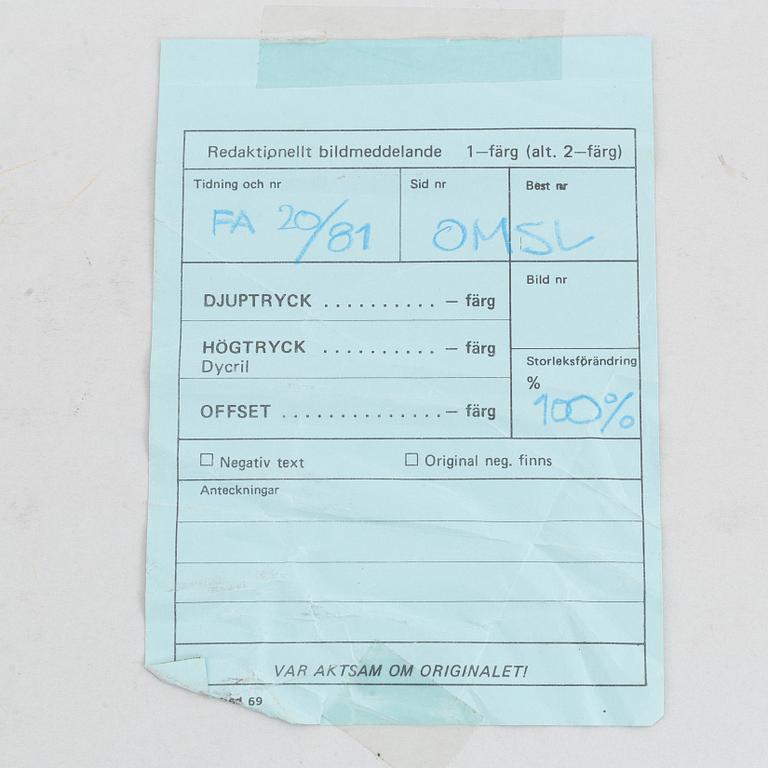 Redaktionellt bildmeddelande 1—färg (alt. 2—färg)
Tidning och nr Sid nr Best nr
FA 20/81 OMSL
Bild nr
DJUPTRYCK .......... — färg
HÖGTRYCK .......... — färg
Dycril
Storleksförändring
%
100%
OFFSET ............... — färg
☐ Negativ text ☐ Original neg. finns
Anteckningar
VAR AKTSAM OM ORIGINALET!
69